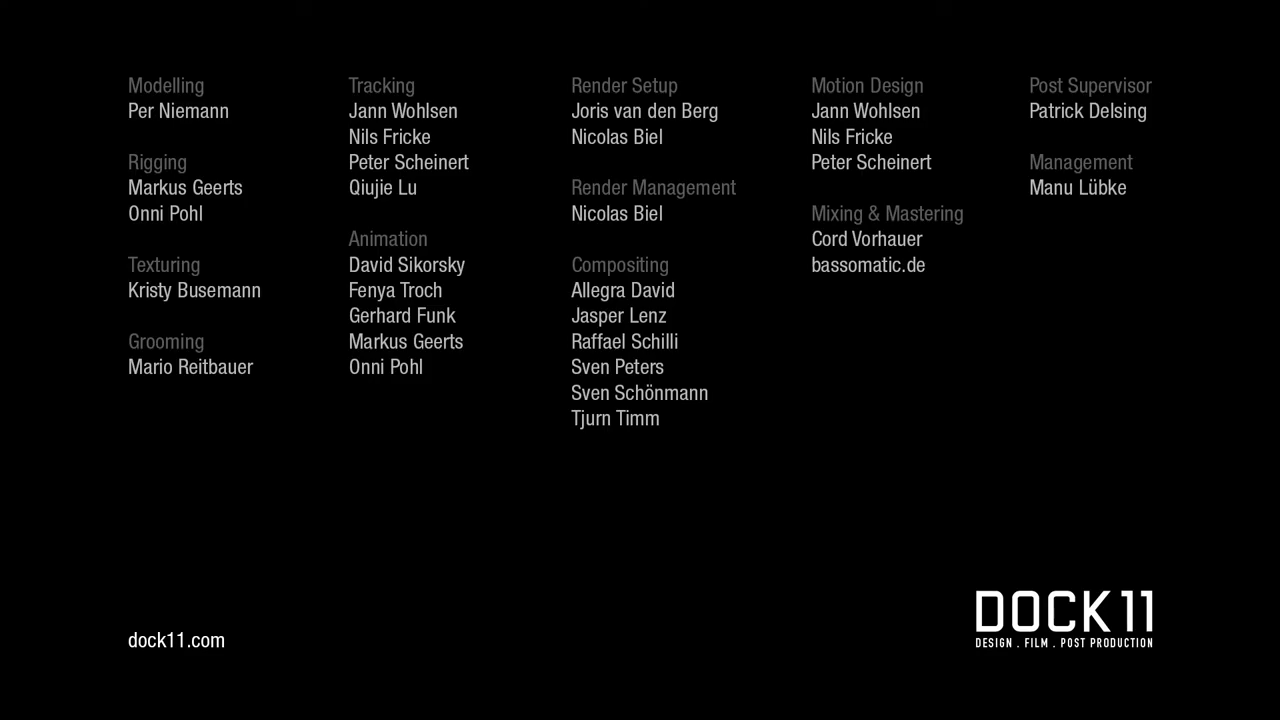 Modelling
Per Niemann
Rigging
Markus Geerts
Onni Pohl
Texturing
Kristy Busemann
Grooming
Mario Reitbauer
Tracking
Jann Wohlsen
Nils Fricke
Peter Scheinert
Qiujie Lu
Animation
David Sikorsky
Fenya Troch
Gerhard Funk
Markus Geerts
Onni Pohl
Render Setup
Joris van den Berg
Nicolas Biel
Render Management
Nicolas Biel
Compositing
Allegra David
Jasper Lenz
Raffael Schilli
Sven Peters
Sven Schönmann
Tjurn Timm
Motion Design
Jann Wohlsen
Nils Fricke
Peter Scheinert
Mixing & Mastering
Cord Vorhauer
bassomatic.de
Post Supervisor
Patrick Delsing
Management
Manu Lübke
dock11.com
DOCK11
DESIGN . FILM . POST PRODUCTION